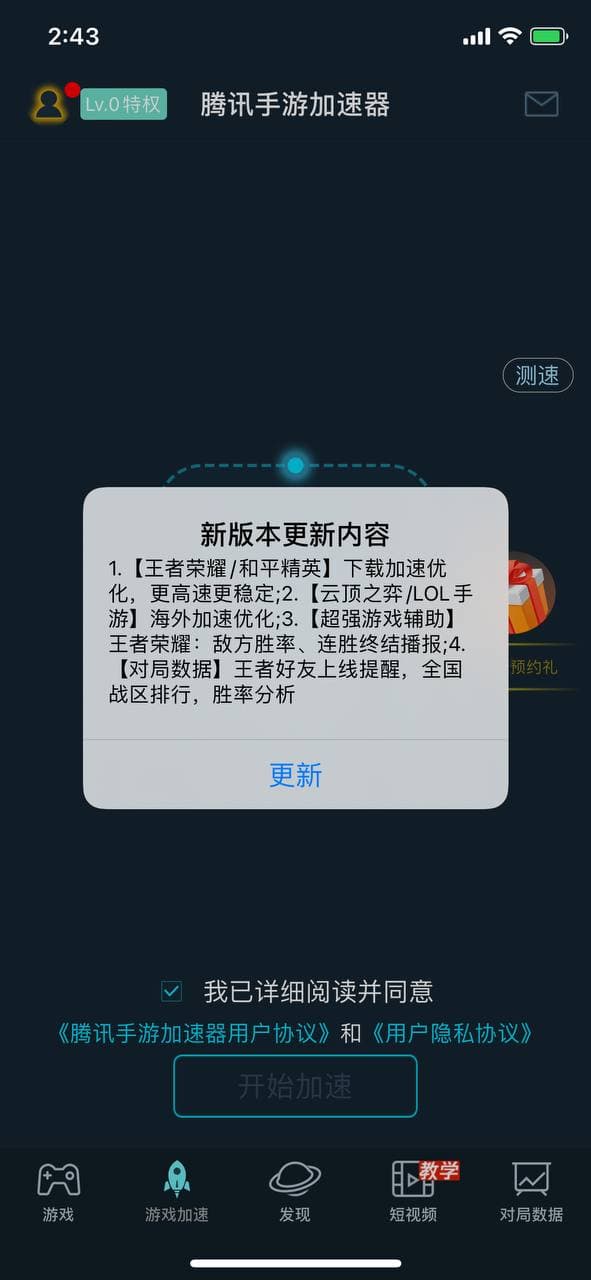 2:43
Lv.0特权
腾讯手游加速器
测速
新版本更新内容
1.【王者荣耀/和平精英】下载加速优
化，更高速更稳定;2.【云顶之弈/LOL手
游】海外加速优化;3.【超强游戏辅助】
王者荣耀：敌方胜率、连胜终结播报;4.
【对局数据】王者好友上线提醒，全国
战区排行，胜率分析
预约礼
更新
我已详细阅读并同意
《腾讯手游加速器用户协议》和《用户隐私协议》
开始加速
教学
游戏
游戏加速
发现
短视频
对局数据